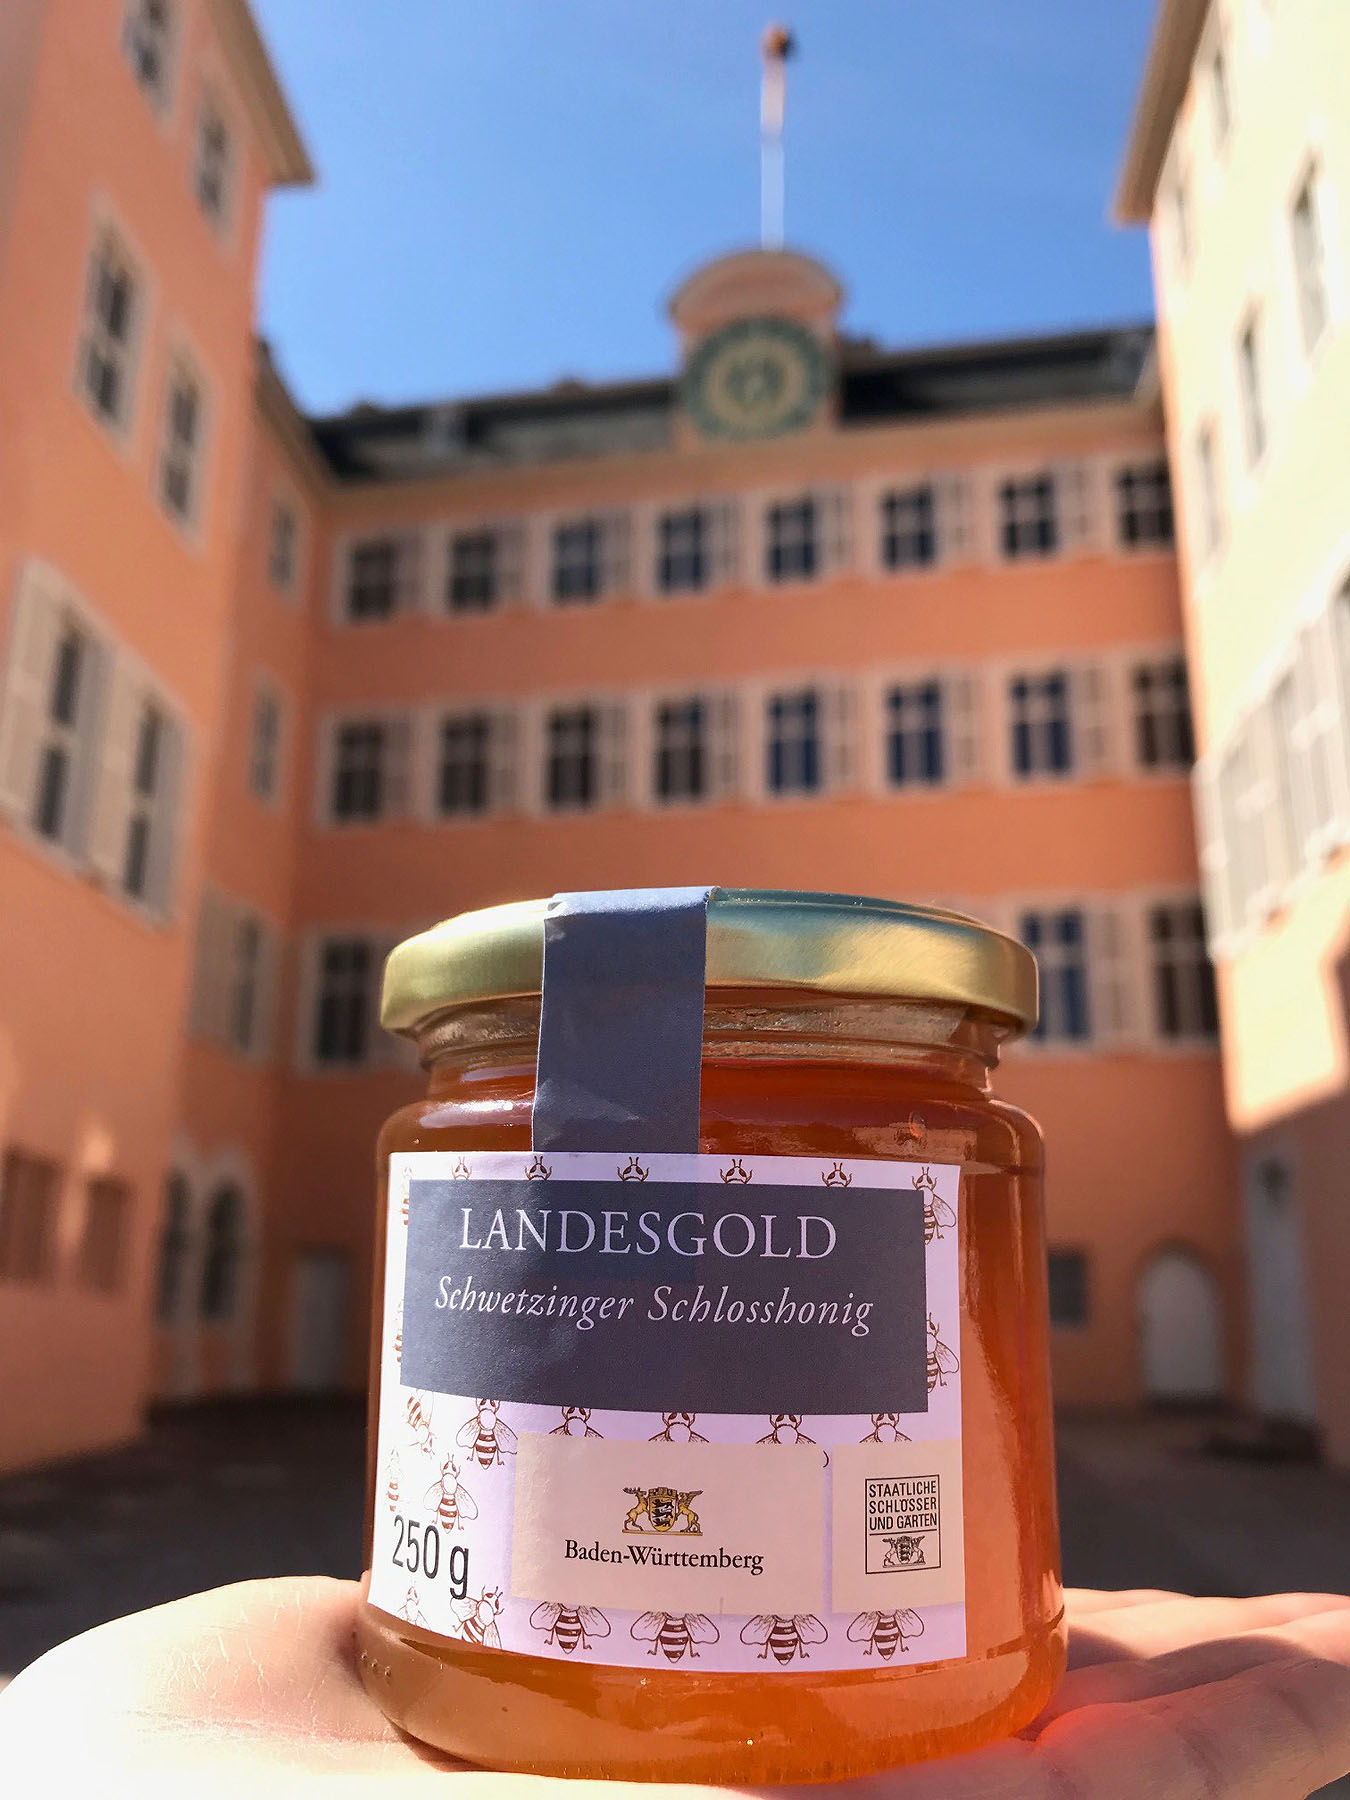 LANDESGOLD
Schwetzinger Schlosshonig
250 g
Baden-Württemberg
STAATLICHE
SCHLÖSSER
UND GÄRTEN